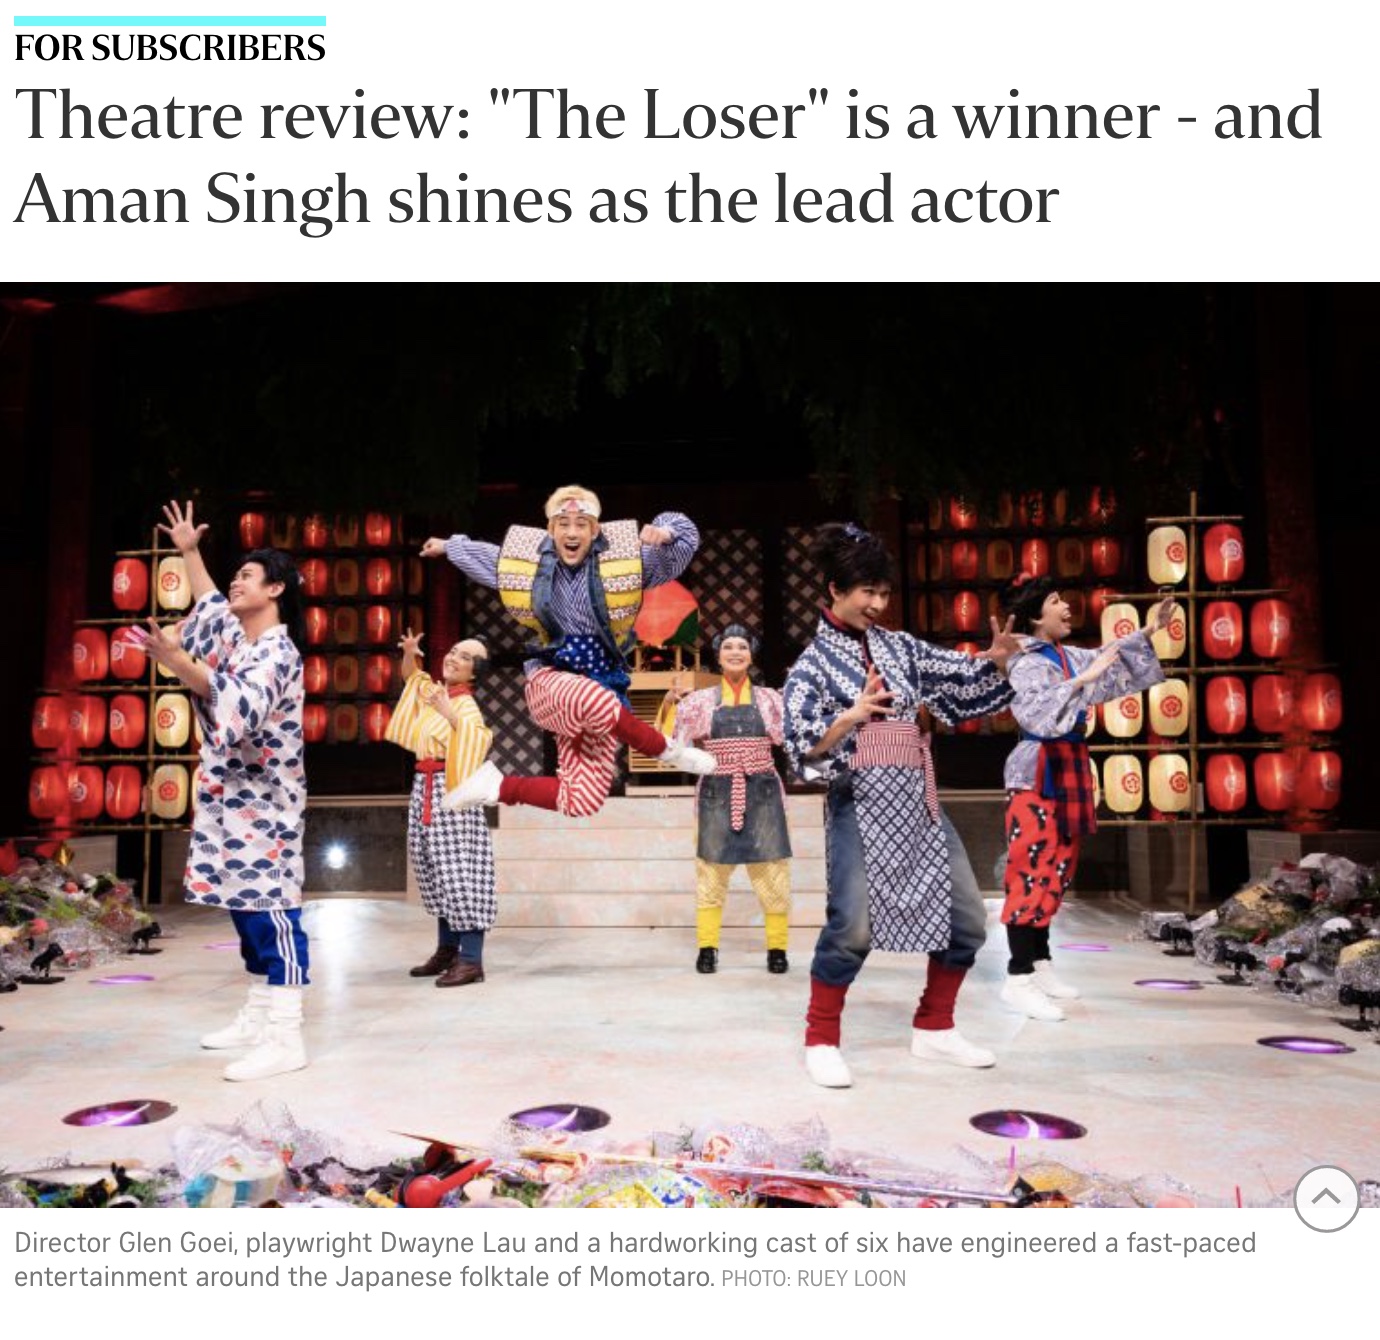 FOR SUBSCRIBERS
Theatre review: "The Loser" is a winner - and
Aman Singh shines as the lead actor
Director Glen Goei, playwright Dwayne Lau and a hardworking cast of six have engineered a fast-paced
entertainment around the Japanese folktale of Momotaro. PHOTO: RUEY LOON